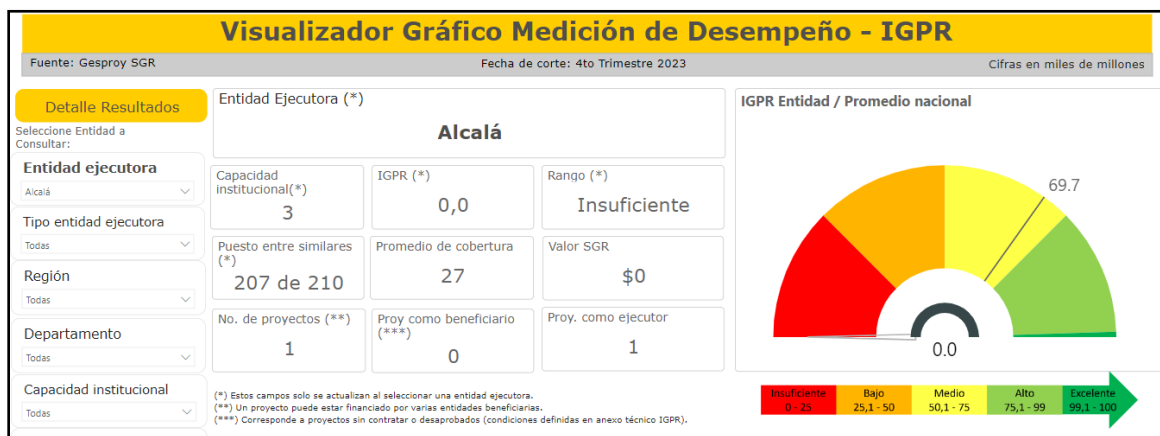 Visualizador Gráfico Medición de Desempeño - IGPR
Fuente: Gesproy SGR
Fecha de corte: 4to Trimestre 2023
Cifras en miles de millones
Detalle Resultados
Seleccione Entidad a
Consultar:
Entidad ejecutora
Alcalá
Tipo entidad ejecutora
Todas
Región
Todas
Departamento
Todas
Capacidad institucional
Todas
Entidad Ejecutora (*)
Alcalá
Capacidad
institucional(*)
3
IGPR (*)
0,0
Rango (*)
Insuficiente
Puesto entre similares
(*)
207 de 210
Promedio de cobertura
27
Valor SGR
$0
No. de proyectos (**)
1
Proy como beneficiario
(***)
0
Proy. como ejecutor
1
(*) Estos campos solo se actualizan al seleccionar una entidad ejecutora.
(**) Un proyecto puede estar financiado por varias entidades beneficiarias.
(***) Corresponde a proyectos sin contratar o desaprobados (condiciones definidas en anexo técnico IGPR).
IGPR Entidad / Promedio nacional
69.7
0.0
Insuficiente
0 - 25
Bajo
25,1 - 50
Medio
50,1 - 75
Alto
75,1 - 99
Excelente
99,1 - 100